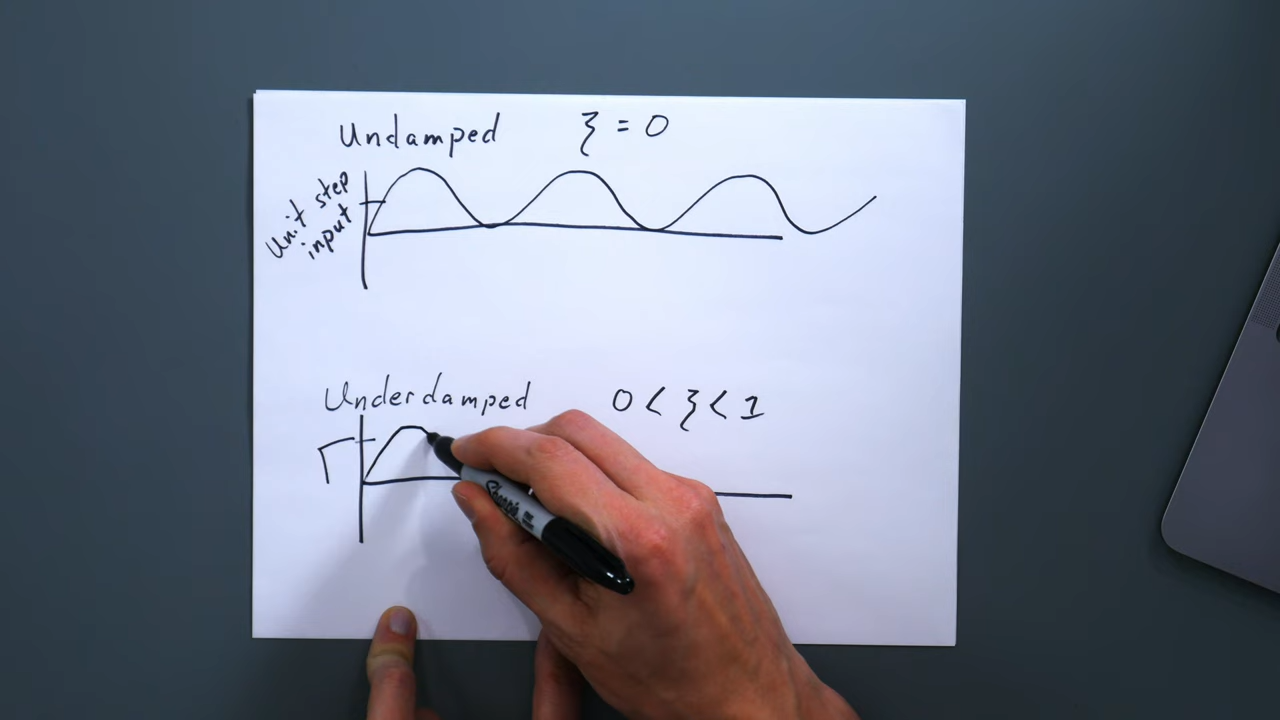 Undamped ξ = 0
Unit step
input
Underdamped 0 < ξ < 1
Sharpie